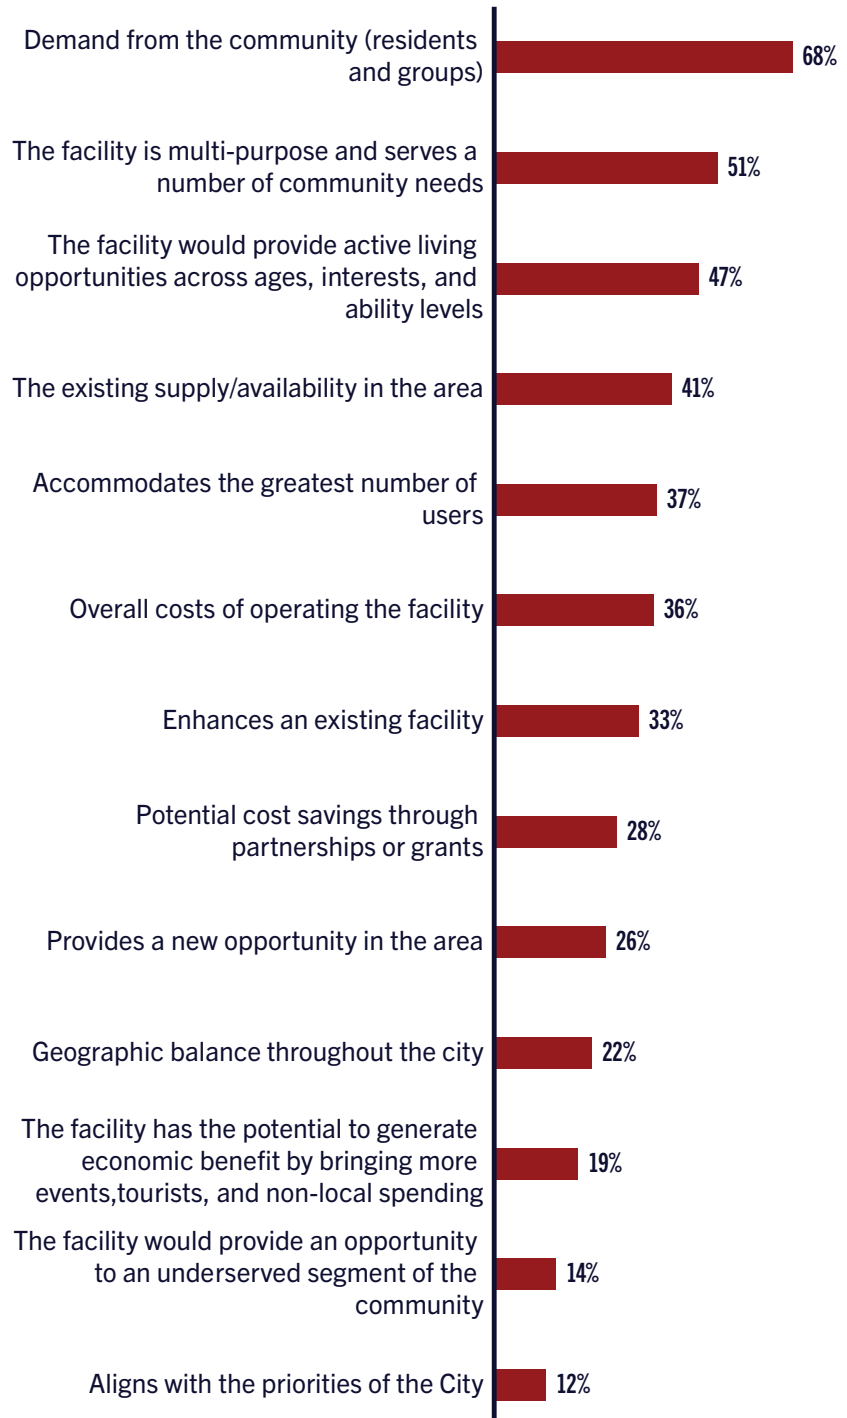 Demand from the community (residents
and groups)
68%
The facility is multi-purpose and serves a
number of community needs
51%
The facility would provide active living
opportunities across ages, interests, and
ability levels
47%
The existing supply/availability in the area
41%
Accommodates the greatest number of
users
37%
Overall costs of operating the facility
36%
Enhances an existing facility
33%
Potential cost savings through
partnerships or grants
28%
Provides a new opportunity in the area
26%
Geographic balance throughout the city
22%
The facility has the potential to generate
economic benefit by bringing more
events,tourists, and non-local spending
19%
The facility would provide an opportunity
to an underserved segment of the
community
14%
Aligns with the priorities of the City
12%